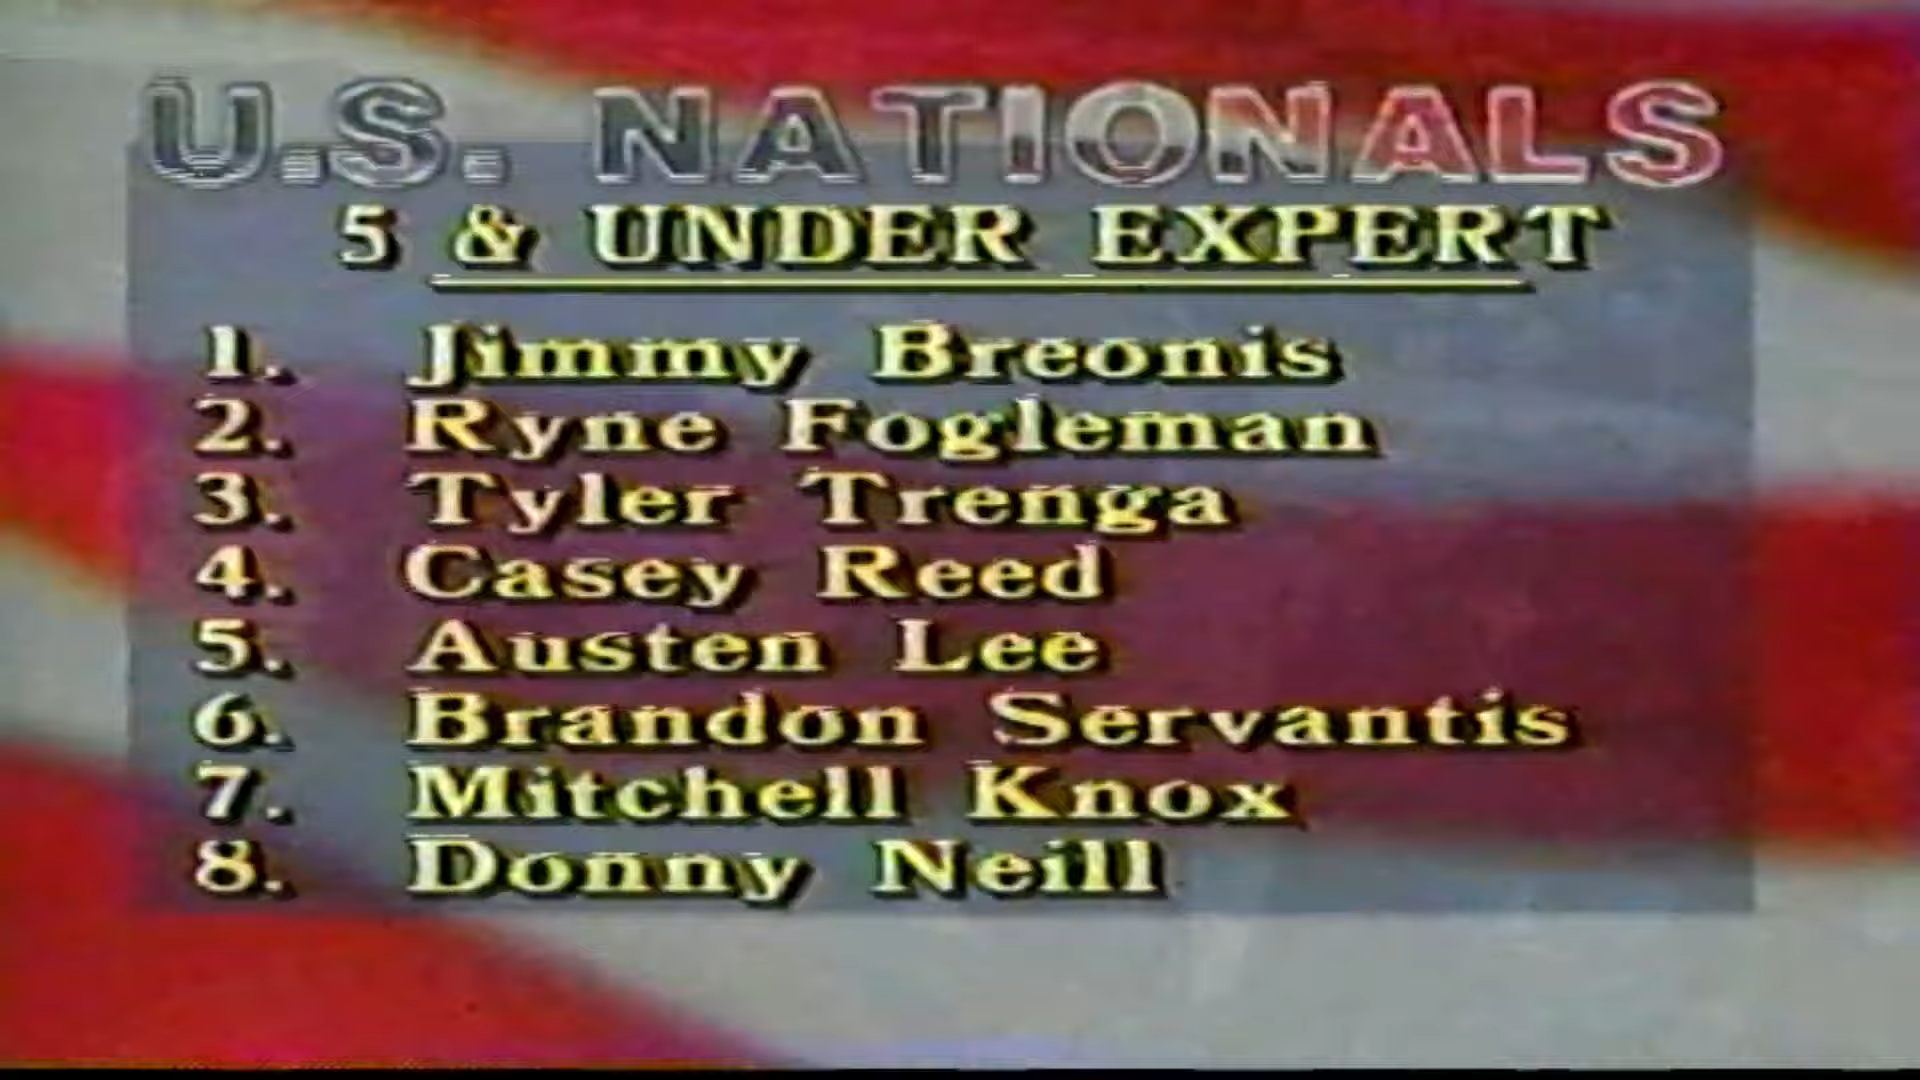 U.S. NATIONALS
5 & UNDER EXPERT
1. Jimmy Breonis
2. Ryne Fogleman
3. Tyler Trenga
4. Casey Reed
5. Austen Lee
6. Brandon Servantis
7. Mitchell Knox
8. Donny Neill